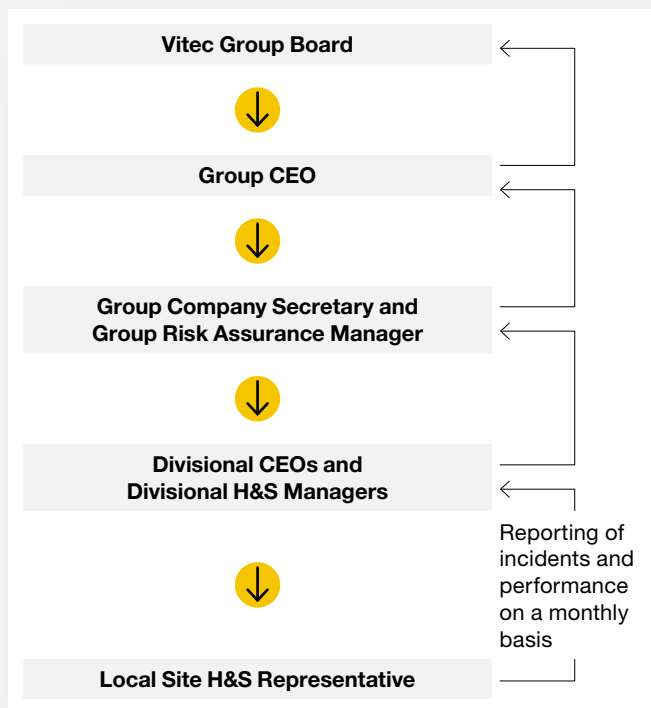 Vitec Group Board
Group CEO
Group Company Secretary and
Group Risk Assurance Manager
Divisional CEOs and
Divisional H&S Managers
Reporting of
incidents and
performance
on a monthly
basis
Local Site H&S Representative